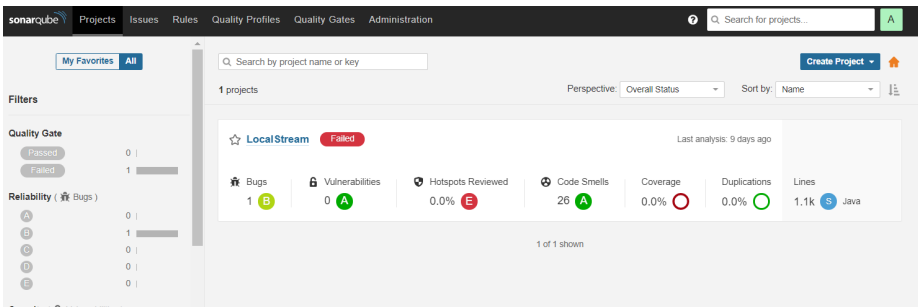 sonarqube Projects Issues Rules Quality Profiles Quality Gates Administration ? Search for projects... A
My Favorites All
Search by project name or key
Create Project
1 projects
Perspective: Overall Status
Sort by: Name
Filters
Quality Gate
Passed 0
Failed 1
Reliability ( Bugs )
A 0
B 1
C 0
D 0
E 0
LocalStream Failed
Last analysis: 9 days ago
Bugs Vulnerabilities Hotspots Reviewed Code Smells Coverage Duplications Lines
1 B 0 A 0.0% E 26 A 0.0% 0.0% 1.1k S Java
1 of 1 shown